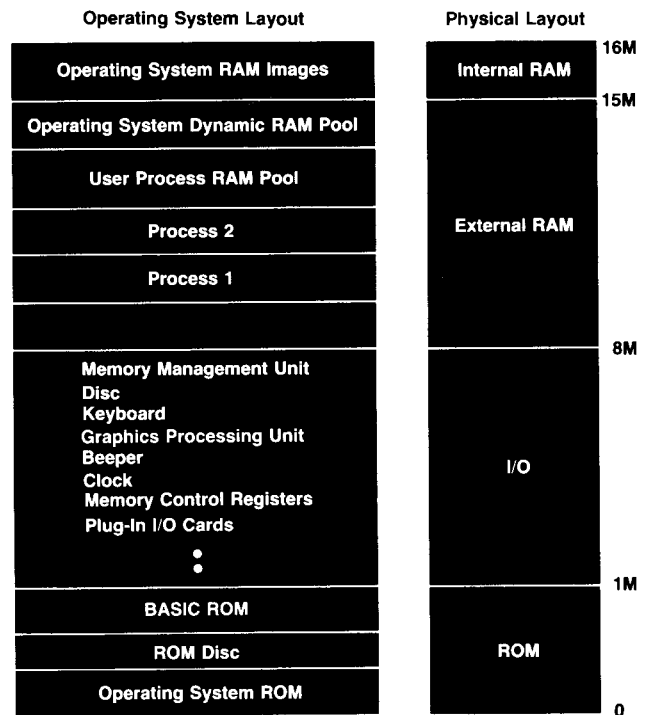 Operating System Layout
Operating System RAM Images
Operating System Dynamic RAM Pool
User Process RAM Pool
Process 2
Process 1
Memory Management Unit
Disc
Keyboard
Graphics Processing Unit
Beeper
Clock
Memory Control Registers
Plug-In I/O Cards
BASIC ROM
ROM Disc
Operating System ROM
Physical Layout
16M
Internal RAM
15M
External RAM
8M
I/O
1M
ROM
0